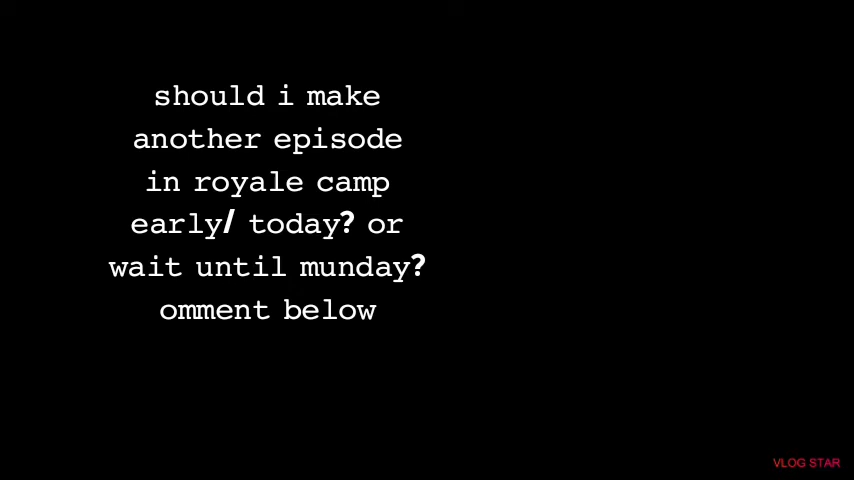 should i make
another episode
in royale camp
early/ today? or
wait until munday?
omment below
VLOG STAR